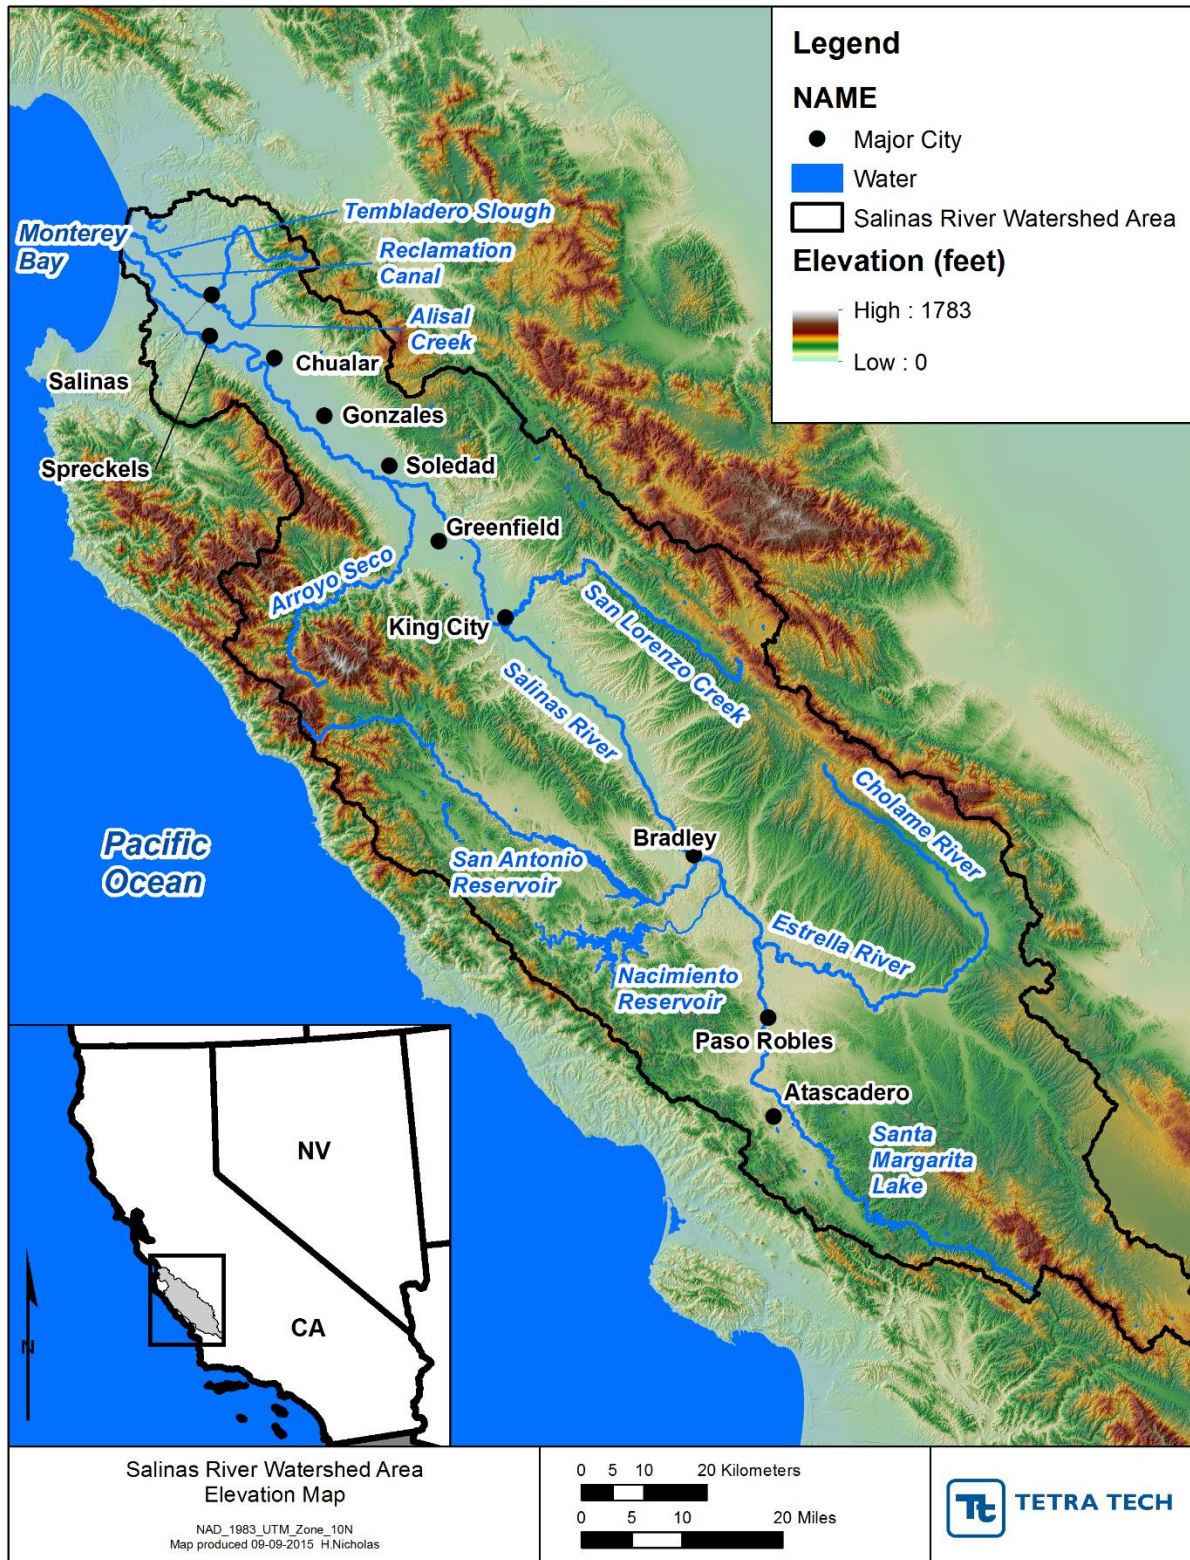 Legend
NAME
Major City
Water
Salinas River Watershed Area
Elevation (feet)
High : 1783
Low : 0
Tembladero Slough
Monterey
Bay
Reclamation
Canal
Alisal
Creek
Chualar
Salinas
Gonzales
Spreckels
Soledad
Greenfield
Arroyo Seco
King City
San Lorenzo Creek
Salinas River
Cholame River
Pacific
Ocean
Bradley
San Antonio
Reservoir
Estrella River
Nacimiento
Reservoir
Paso Robles
Atascadero
Santa
Margarita
Lake
NV
CA
N
Salinas River Watershed Area
Elevation Map
NAD_1983_UTM_Zone_10N
Map produced 09-09-2015 H.Nicholas
0 5 10 20 Kilometers
0 5 10 20 Miles
Tt TETRA TECH